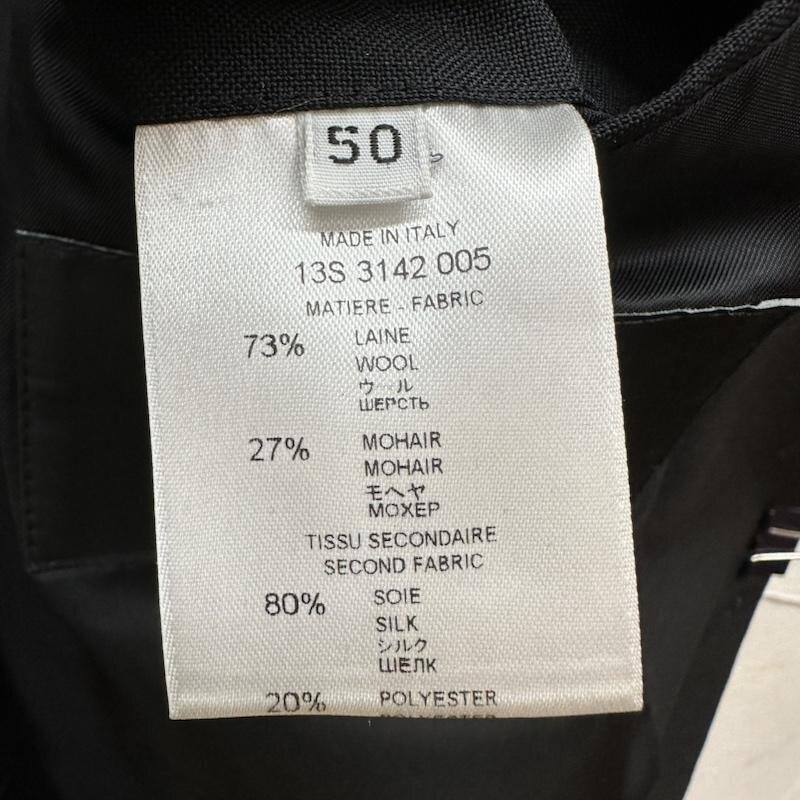 50
MADE IN ITALY
13S 3142 005
MATIERE - FABRIC
73% LAINE
WOOL
ウール
ШЕРСТЬ
27% MOHAIR
MOHAIR
モヘヤ
МОХЕР
TISSU SECONDAIRE
SECOND FABRIC
80% SOIE
SILK
シルク
ШЕЛК
20% POLYESTER
POLYESTER